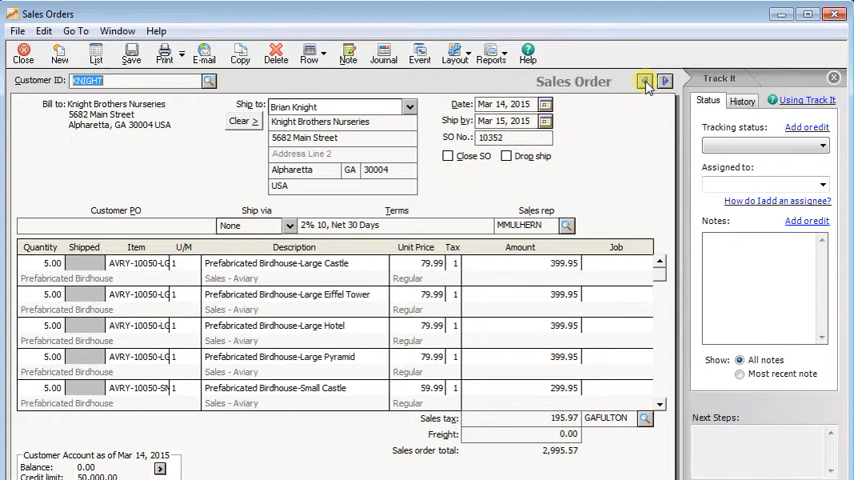 Sales Orders
File Edit Go To Window Help
Close New List Save Print E-mail Copy Delete Row Note Journal Event Layout Reports Help
Customer ID: KNIGHT
Sales Order
Track It
Bill to: Knight Brothers Nurseries
5682 Main Street
Alpharetta, GA 30004 USA
Ship to: Brian Knight
Clear >
Knight Brothers Nurseries
5682 Main Street
Address Line 2
Alpharetta GA 30004
USA
Date: Mar 14, 2015
Ship by: Mar 15, 2015
SO No.: 10352
Close SO Drop ship
Status History Using Track It
Tracking status: Add or edit
Assigned to:
How do I add an assignee?
Notes: Add or edit
Customer PO Ship via Terms Sales rep
None 2% 10, Net 30 Days MMULHERN
Quantity Shipped Item U/M Description Unit Price Tax Amount Job
5.00 AVRY-10050-LG 1 Prefabricated Birdhouse-Large Castle 79.99 1 399.95
Prefabricated Birdhouse Sales - Aviary Regular
5.00 AVRY-10050-LG 1 Prefabricated Birdhouse-Large Eiffel Tower 79.99 1 399.95
Prefabricated Birdhouse Sales - Aviary Regular
5.00 AVRY-10050-LG 1 Prefabricated Birdhouse-Large Hotel 79.99 1 399.95
Prefabricated Birdhouse Sales - Aviary Regular
5.00 AVRY-10050-LG 1 Prefabricated Birdhouse-Large Pyramid 79.99 1 399.95
Prefabricated Birdhouse Sales - Aviary Regular
5.00 AVRY-10050-SM 1 Prefabricated Birdhouse-Small Castle 59.99 1 299.95
Prefabricated Birdhouse Sales - Aviary Regular
Show: All notes
Most recent note
Sales tax: 195.97 GAFULTON
Freight: 0.00
Sales order total: 2,995.57
Next Steps:
Customer Account as of Mar 14, 2015
Balance: 0.00
Credit limit: 50,000.00